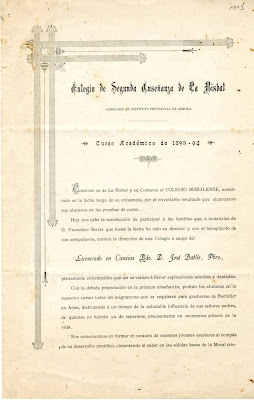 Colegio de Segunda Enseñanza de La Bisbal
AGREGADO AL INSTITUTO PROVINCIAL DE GERONA
Curso Académico de 1893-94
de La Bisbal y su Comarca el COLEGIO BISBALENSE, acredi-
tado en la fecha larga de su enseñanza, por el envidiable resultado que alcanzaron
sus alumnos en las pruebas de curso.
Hoy nos cabe la satisfacción de participar á las familias que, á instancias de
D. Francisco Serrat que hasta la fecha ha sido su director y con el beneplácito de
sus compañeros, correrá la dirección de este Colegio á cargo del
Licenciado en Ciencias Rdo. D. José Batlle, Pbro.,
plenamente convencidos que así se vienen á llenar aspiraciones sentidas y deseadas.
Con la debida preparación en la primera enseñanza, podrán los alumnos en lo
sucesivo cursar todas las asignaturas que se requieren para graduarse de Bachiller
en Artes, disfrutando á un tiempo de la saludable influencia de sus señores padres,
de quienes no habrán ya de separarse, precisamente en momentos críticos de la
vida.
Nos esmeraremos en formar el corazón de nuestros jóvenes escolares al compás
de su desarrollo científico, cimentando al saber en las sólidas bases de la Moral cris-